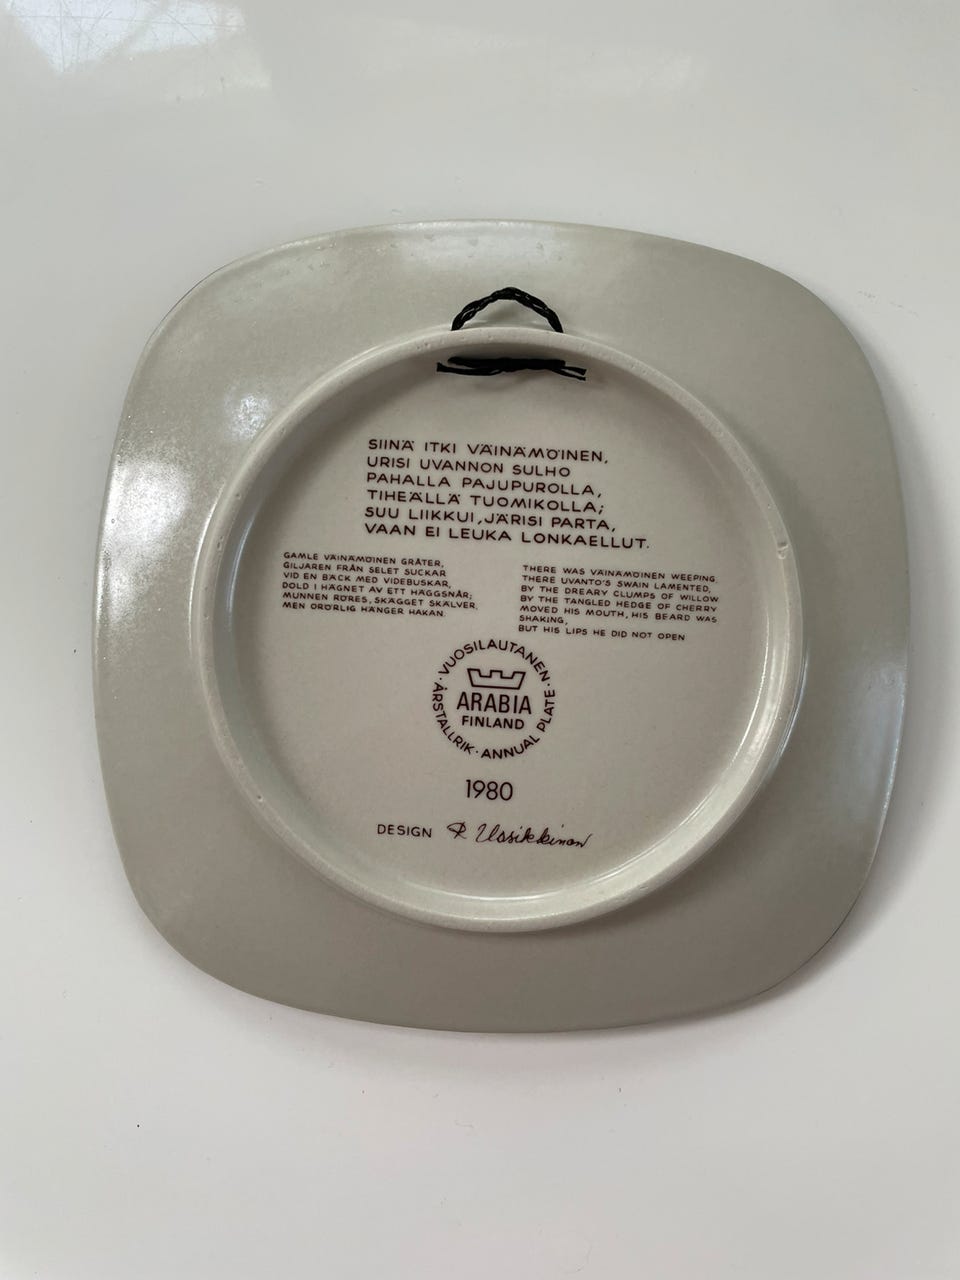 SIINÄ ITKI VÄINÄMÖINEN,
URISI UVANNON SULHO
PAHALLA PAJUPUROLLA,
TIHEÄLLÄ TUOMIKOLLA;
SUU LIIKKUI, JÄRISI PARTA,
VAAN EI LEUKA LONKAELLUT.
GAMLE VÄINÄMÖINEN GRÅTER,
GILJAREN FRÅN SELET SUCKAR
VID EN BÄCK MED VIDEBUSKAR,
DOLD I HÄGNET AV ETT HÄGGSNÅR;
MUNNEN RÖRES, SKÄGGET SKÄLVER,
MEN ORÖRLIG HÄNGER HAKAN.
THERE WAS VÄINÄMÖINEN WEEPING,
THERE UVANTO'S SWAIN LAMENTED,
BY THE DREARY CLUMPS OF WILLOW
BY THE TANGLED HEDGE OF CHERRY
MOVED HIS MOUTH, HIS BEARD WAS
SHAKING,
BUT HIS LIPS HE DID NOT OPEN
· VUOSILAUTANEN ·
ARABIA
FINLAND
ÅRSTALLRIK · ANNUAL PLATE
1980
DESIGN R Uosikkinen